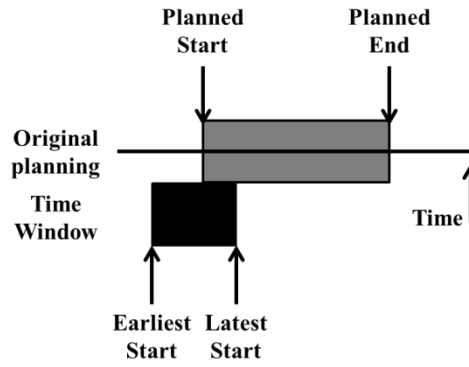 Planned
Start
Planned
End
Original
planning
Time
Window
Time
Earliest
Start
Latest
Start